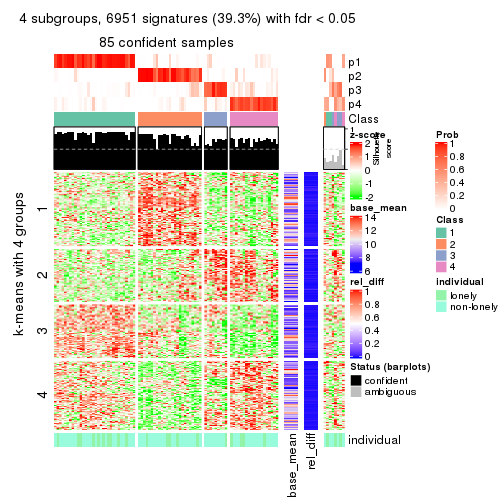 4 subgroups, 6951 signatures (39.3%) with fdr < 0.05
85 confident samples
p1
p2
p3
p4
Class
Silhouette score
1
k-means with 4 groups
1
2
3
4
individual
base_mean
rel_diff
z-score
2
1
0
-1
-2
base_mean
14
12
10
8
6
rel_diff
1
0.8
0.6
0.4
0.2
0
Status (barplots)
confident
ambiguous
Prob
1
0.8
0.6
0.4
0.2
0
Class
1
2
3
4
individual
lonely
non-lonely